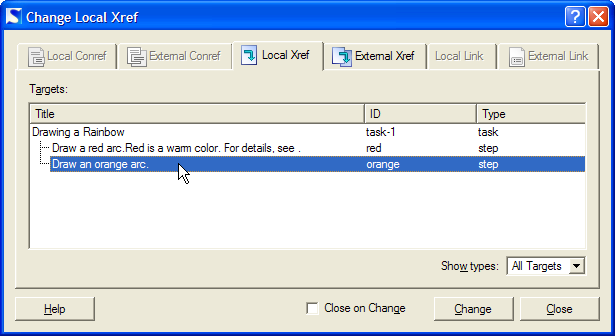 Change Local Xref
Local Conref External Conref Local Xref External Xref Local Link External Link
Targets:
Title ID Type
Drawing a Rainbow task-1 task
Draw a red arc.Red is a warm color. For details, see . red step
Draw an orange arc. orange step
Show types: All Targets
Help Close on Change Change Close